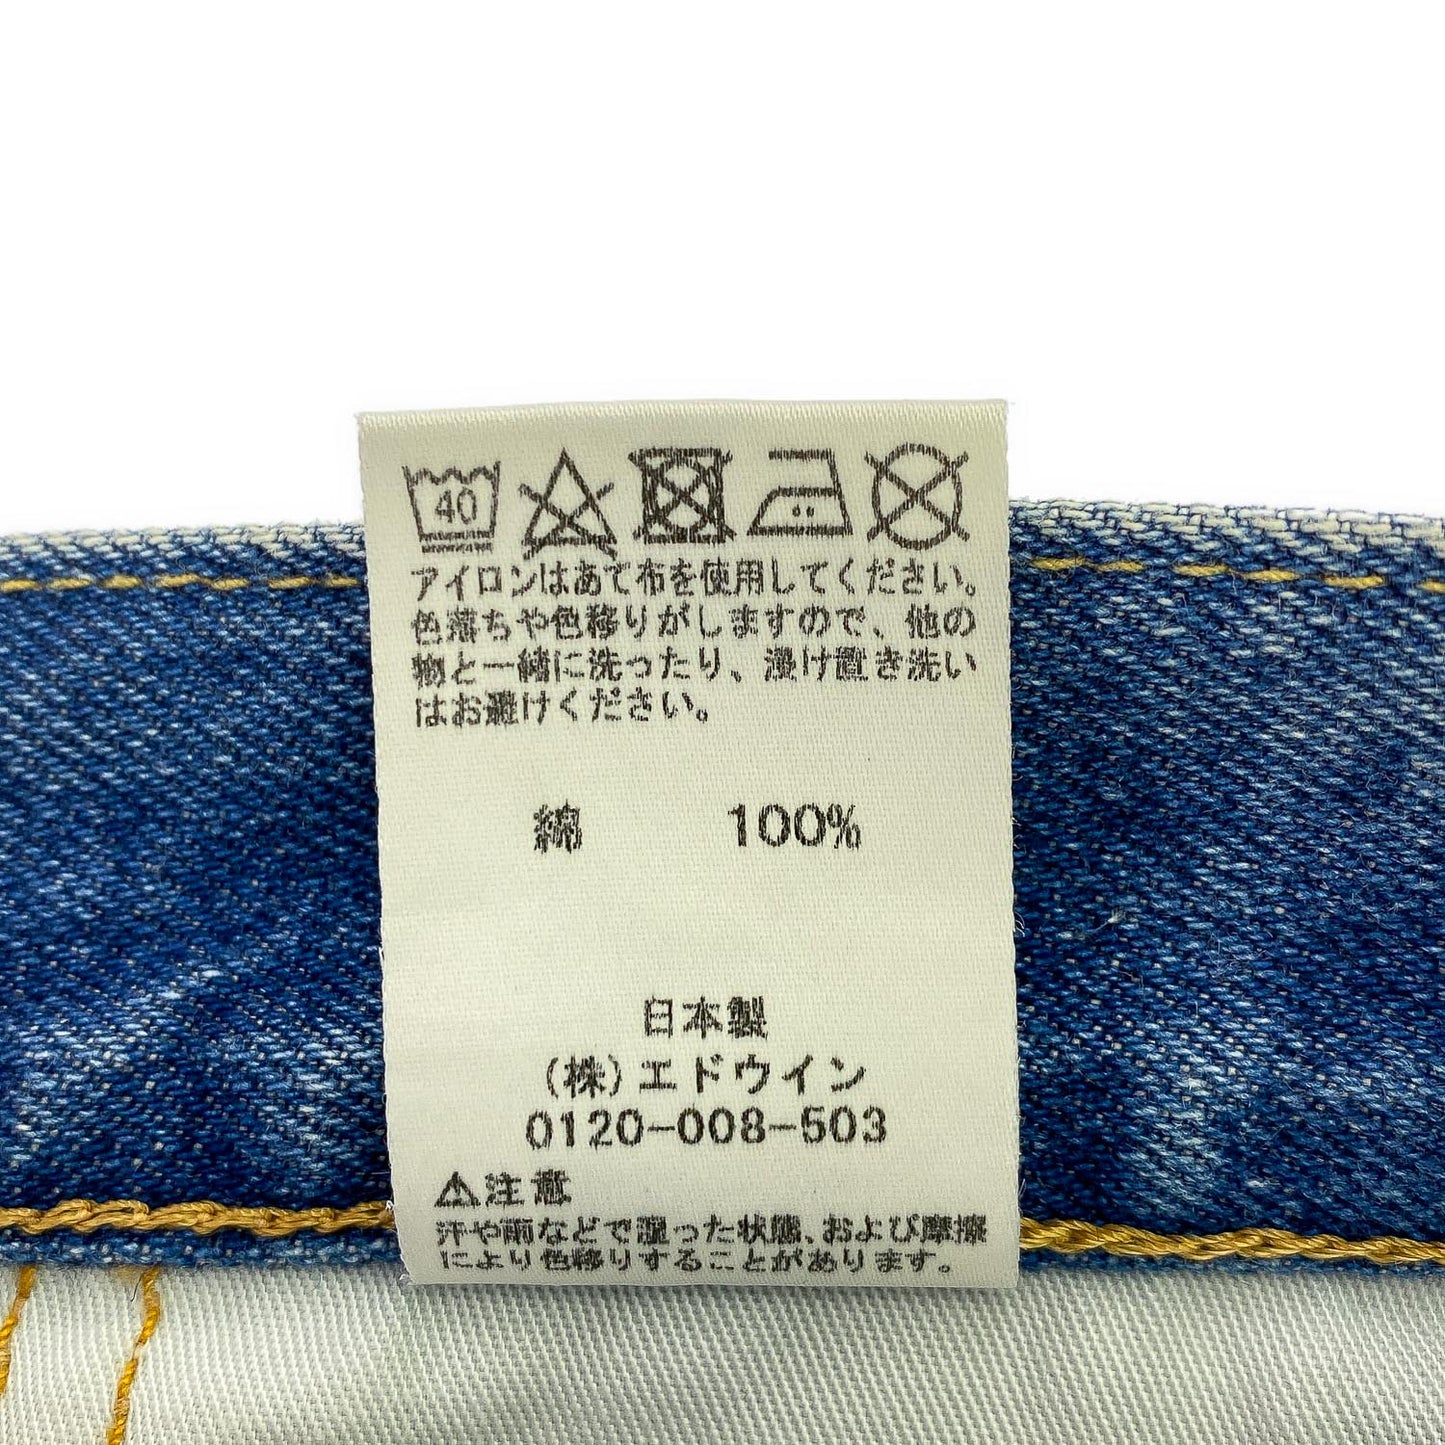 40
アイロンはあて布を使用してください。
色落ちや色移りがしますので、他の
物と一緒に洗ったり、漬け置き洗い
はお避けください。
綿 100%
日本製
(株)エドウイン
0120-008-503
⚠注意
汗や雨などで湿った状態、および摩擦
により色移りすることがあります。